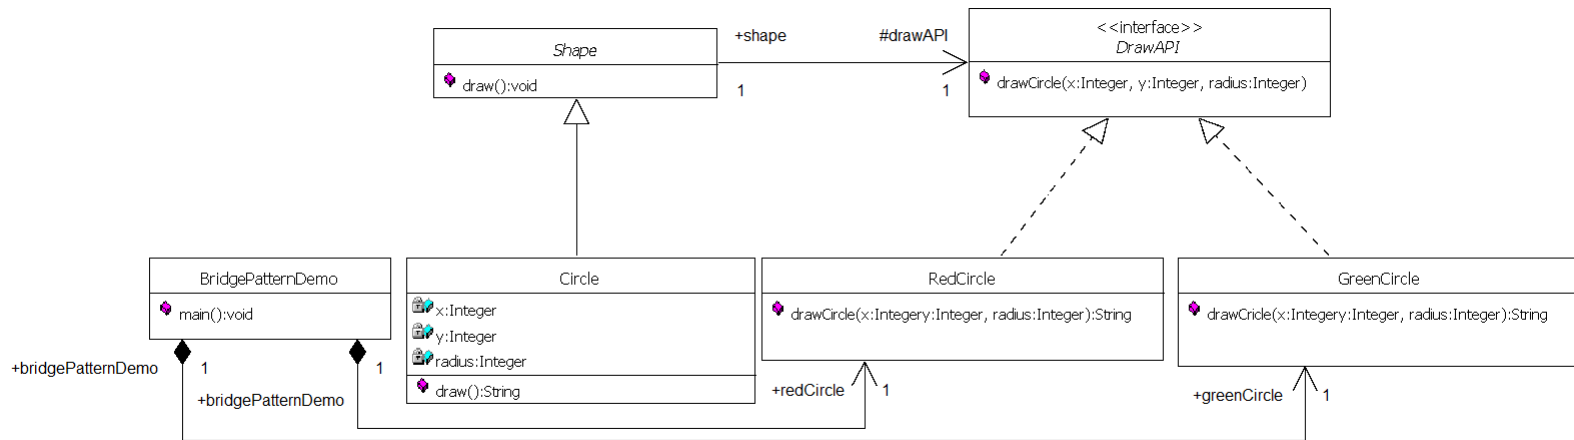 Shape
draw():void
+shape
#drawAPI
1
1
<<interface>>
DrawAPI
drawCircle(x:Integer, y:Integer, radius:Integer)
BridgePatternDemo
main():void
Circle
x:Integer
y:Integer
radius:Integer
draw():String
RedCircle
drawCircle(x:Integery:Integer, radius:Integer):String
GreenCircle
drawCricle(x:Integery:Integer, radius:Integer):String
+bridgePatternDemo
1
1
+bridgePatternDemo
+redCircle
1
+greenCircle
1